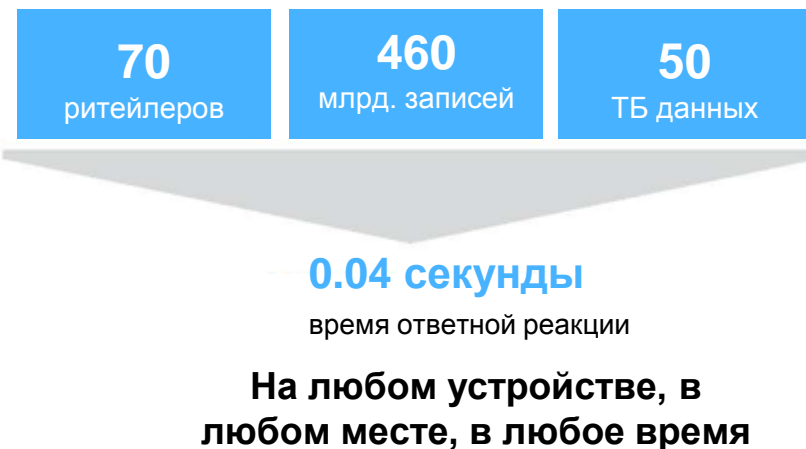 70
ритейлеров
460
млрд. записей
50
ТБ данных
0.04 секунды
время ответной реакции
На любом устройстве, в
любом месте, в любое время